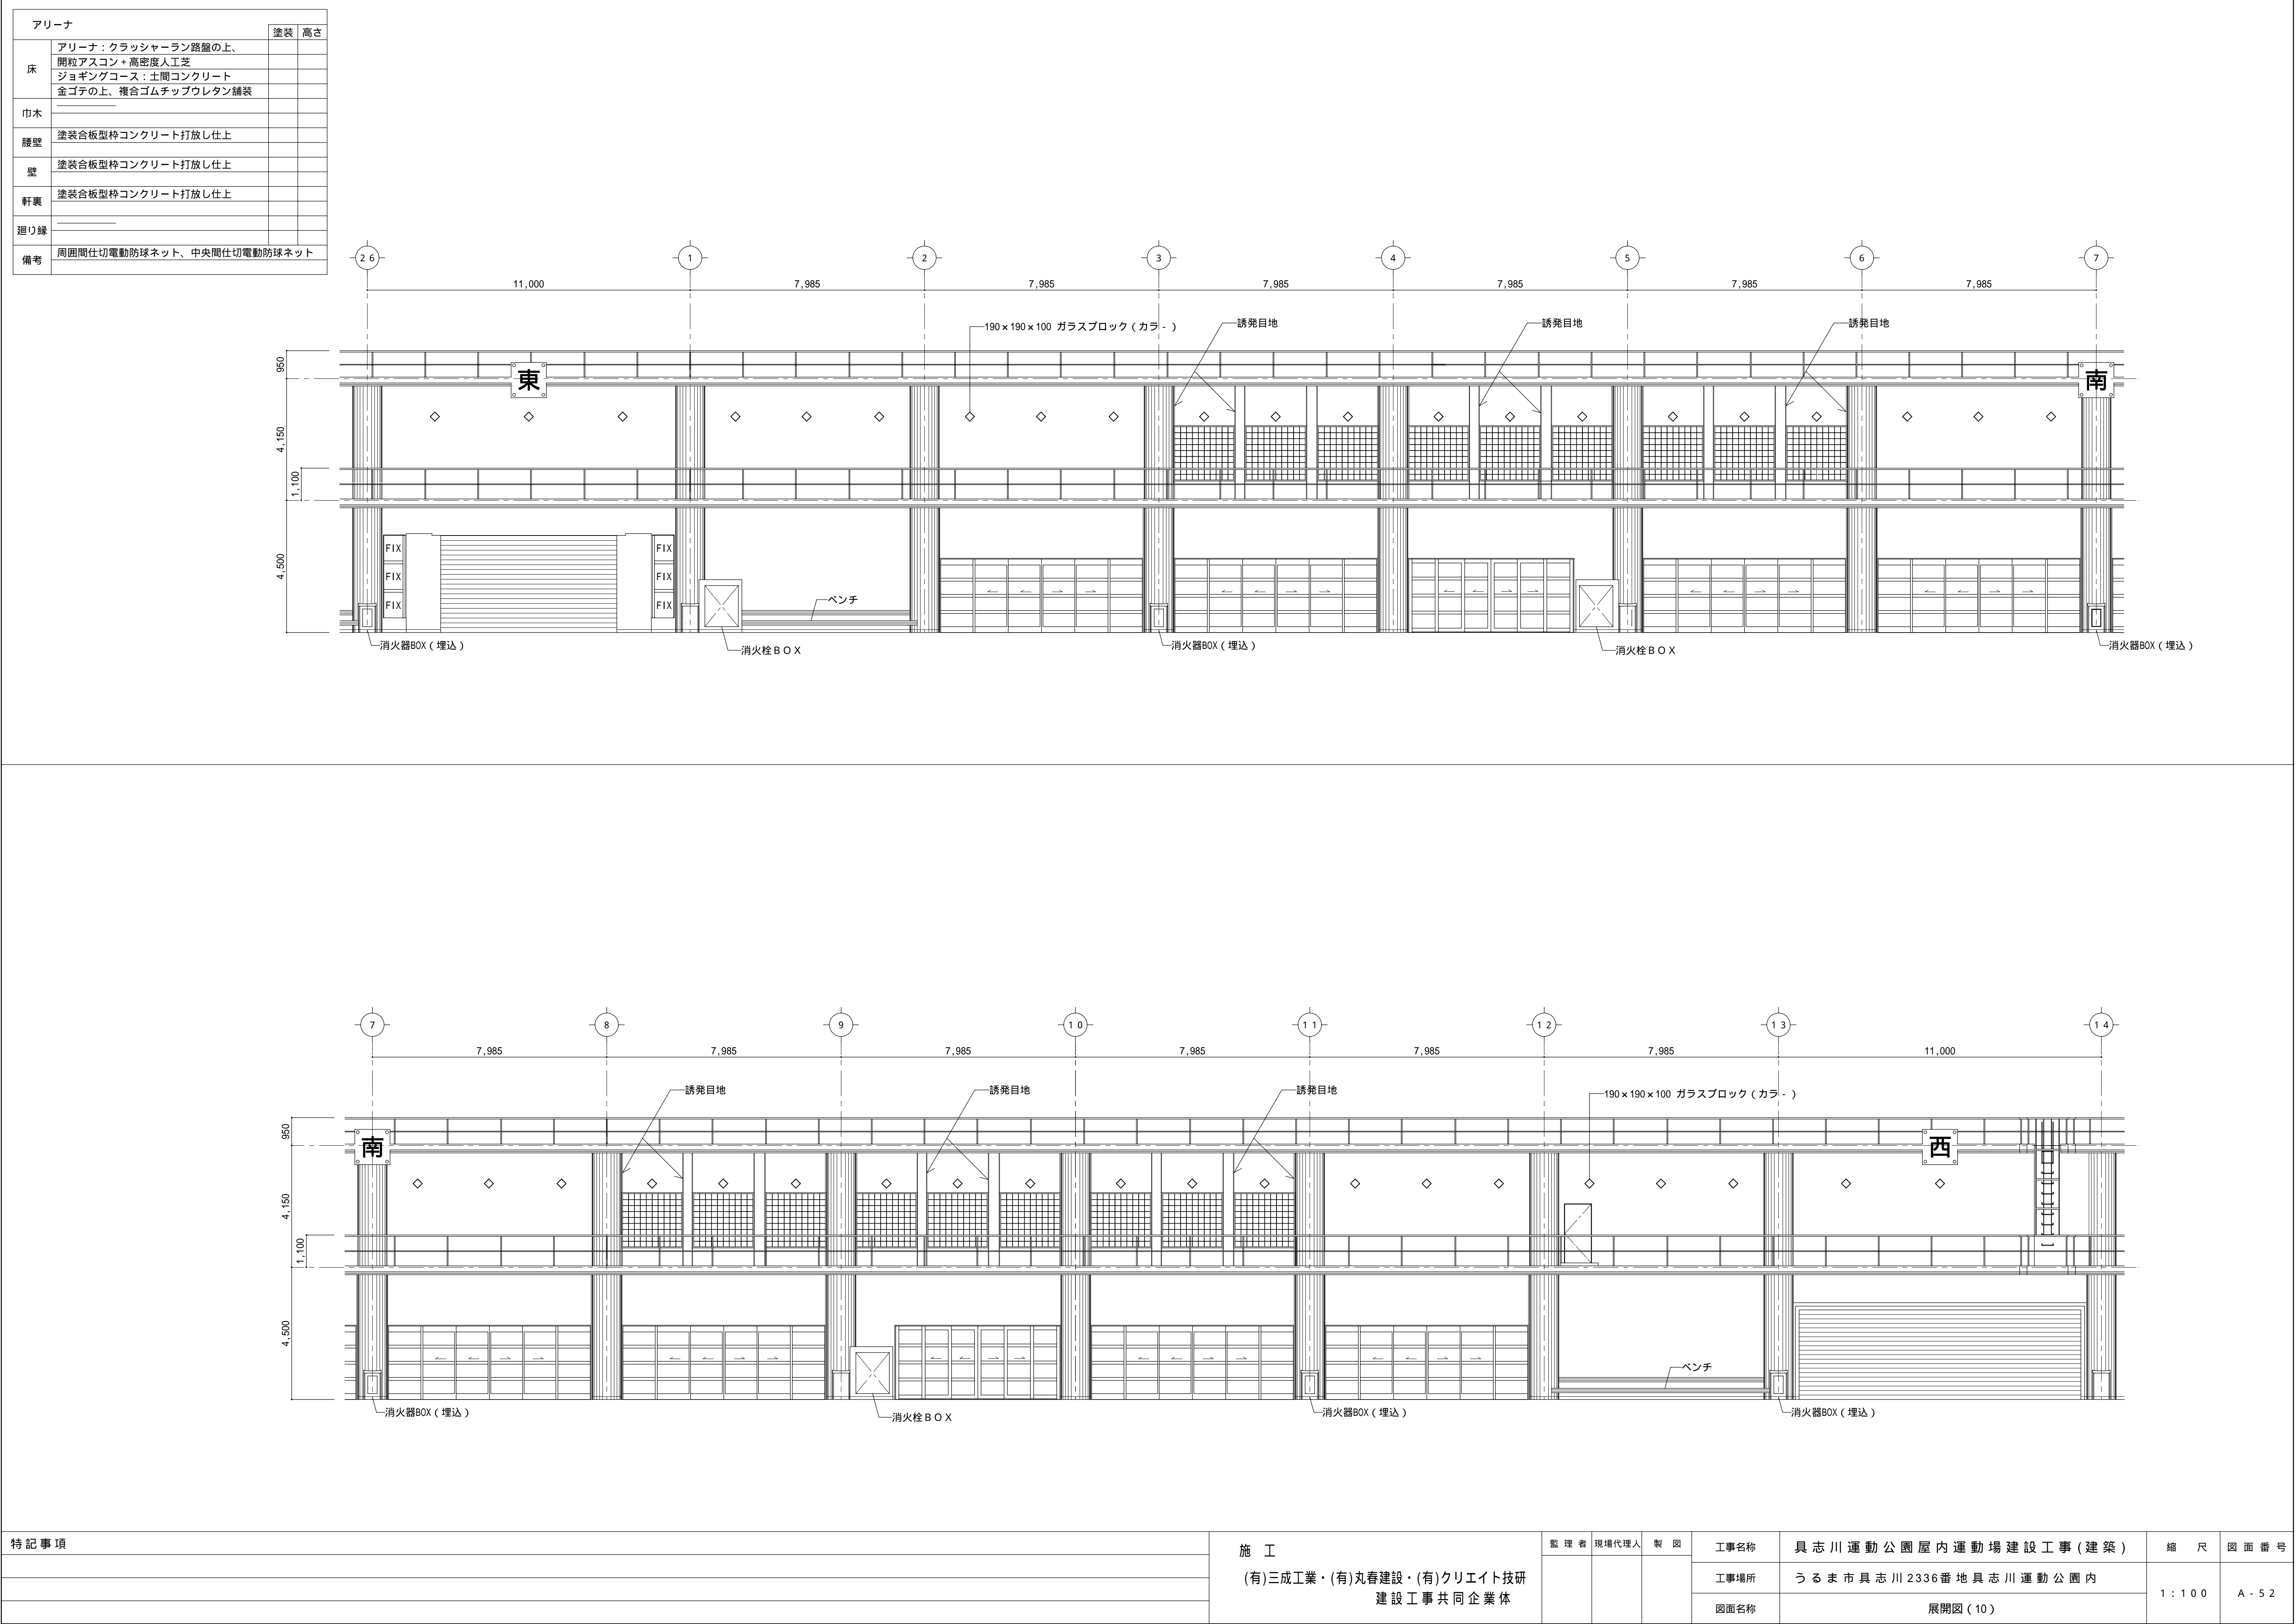 アリーナ
塗装 高さ
床
アリーナ：クラッシャーラン路盤の上、
開粒アスコン＋高密度人工芝
ジョギングコース：土間コンクリート
金ゴテの上、複合ゴムチップウレタン舗装
巾木
腰壁 塗装合板型枠コンクリート打放し仕上
壁 塗装合板型枠コンクリート打放し仕上
軒裏 塗装合板型枠コンクリート打放し仕上
廻り縁
備考 周囲間仕切電動防球ネット、中央間仕切電動防球ネット
26 1 2 3 4 5 6 7
11,000 7,985 7,985 7,985 7,985 7,985 7,985
190×190×100 ガラスブロック（カラ-）
誘発目地 誘発目地 誘発目地
950
東 南
4,150
1,100
4,500
FIX FIX
FIX FIX
FIX FIX
ベンチ
消火器BOX（埋込） 消火栓ＢＯＸ 消火器BOX（埋込） 消火栓ＢＯＸ 消火器BOX（埋込）
7 8 9 10 11 12 13 14
7,985 7,985 7,985 7,985 7,985 7,985 11,000
誘発目地 誘発目地 誘発目地
190×190×100 ガラスブロック（カラ-）
950
南 西
4,150
1,100
4,500
ベンチ
消火器BOX（埋込） 消火栓ＢＯＸ 消火器BOX（埋込） 消火器BOX（埋込）
特記事項
施 工
(有)三成工業・(有)丸春建設・(有)クリエイト技研
建設工事共同企業体
監理者 現場代理人 製 図
工事名称 具志川運動公園屋内運動場建設工事(建築)
工事場所 うるま市具志川2336番地具志川運動公園内
図面名称 展開図（10）
縮 尺 図面番号
1:100 A-52